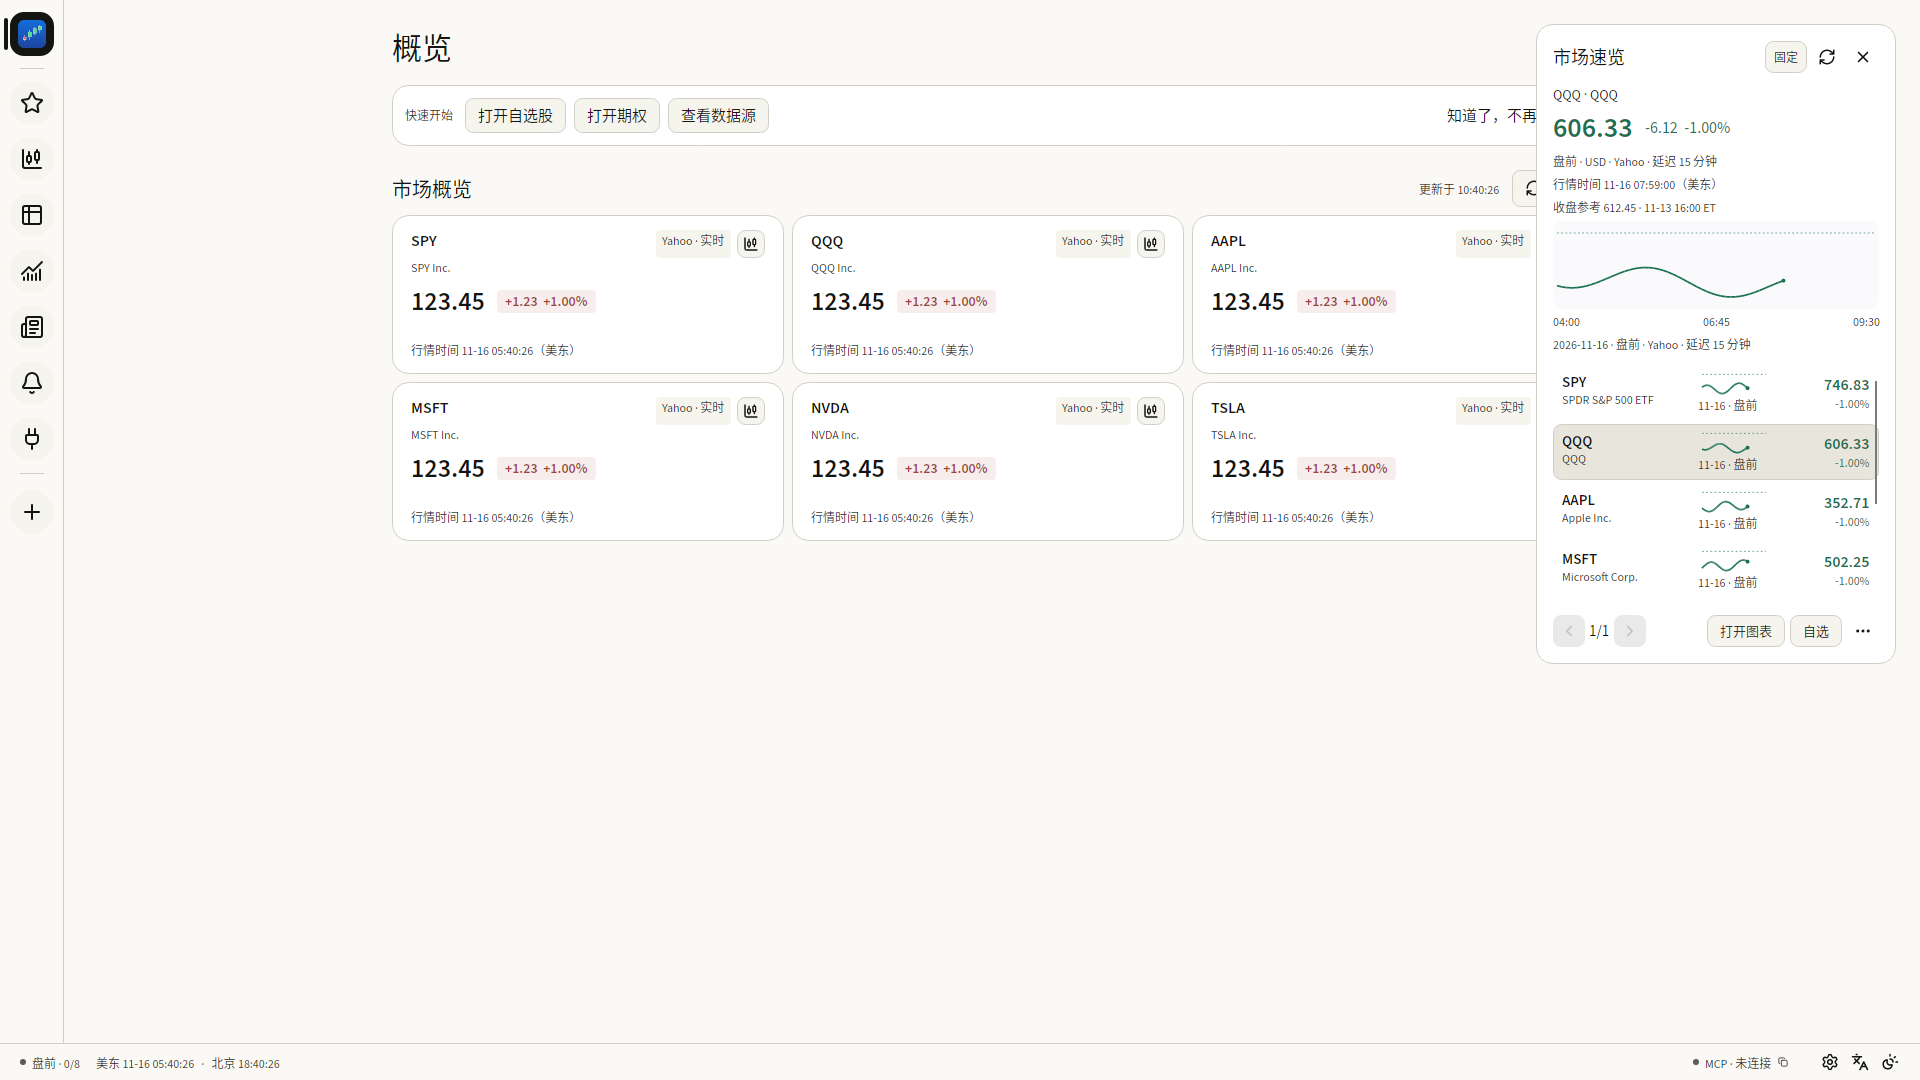 概览
快速开始 打开自选股 打开期权 查看数据源 知道了，不再
市场概览 更新于 10:40:26
SPY Yahoo · 实时
SPY Inc.
123.45 +1.23 +1.00%
行情时间 11-16 05:40:26（美东）
QQQ Yahoo · 实时
QQQ Inc.
123.45 +1.23 +1.00%
行情时间 11-16 05:40:26（美东）
AAPL Yahoo · 实时
AAPL Inc.
123.45 +1.23 +1.00%
行情时间 11-16 05:40:26（美东）
MSFT Yahoo · 实时
MSFT Inc.
123.45 +1.23 +1.00%
行情时间 11-16 05:40:26（美东）
NVDA Yahoo · 实时
NVDA Inc.
123.45 +1.23 +1.00%
行情时间 11-16 05:40:26（美东）
TSLA Yahoo · 实时
TSLA Inc.
123.45 +1.23 +1.00%
行情时间 11-16 05:40:26（美东）
市场速览 固定
QQQ · QQQ
606.33 -6.12 -1.00%
盘前 · USD · Yahoo · 延迟 15 分钟
行情时间 11-16 07:59:00（美东）
收盘参考 612.45 · 11-13 16:00 ET
04:00 06:45 09:30
2026-11-16 · 盘前 · Yahoo · 延迟 15 分钟
SPY 746.83
SPDR S&P 500 ETF 11-16 · 盘前 -1.00%
QQQ 606.33
QQQ 11-16 · 盘前 -1.00%
AAPL 352.71
Apple Inc. 11-16 · 盘前 -1.00%
MSFT 502.25
Microsoft Corp. 11-16 · 盘前 -1.00%
1/1 打开图表 自选
盘前 · 0/8 美东 11-16 05:40:26 · 北京 18:40:26 MCP · 未连接